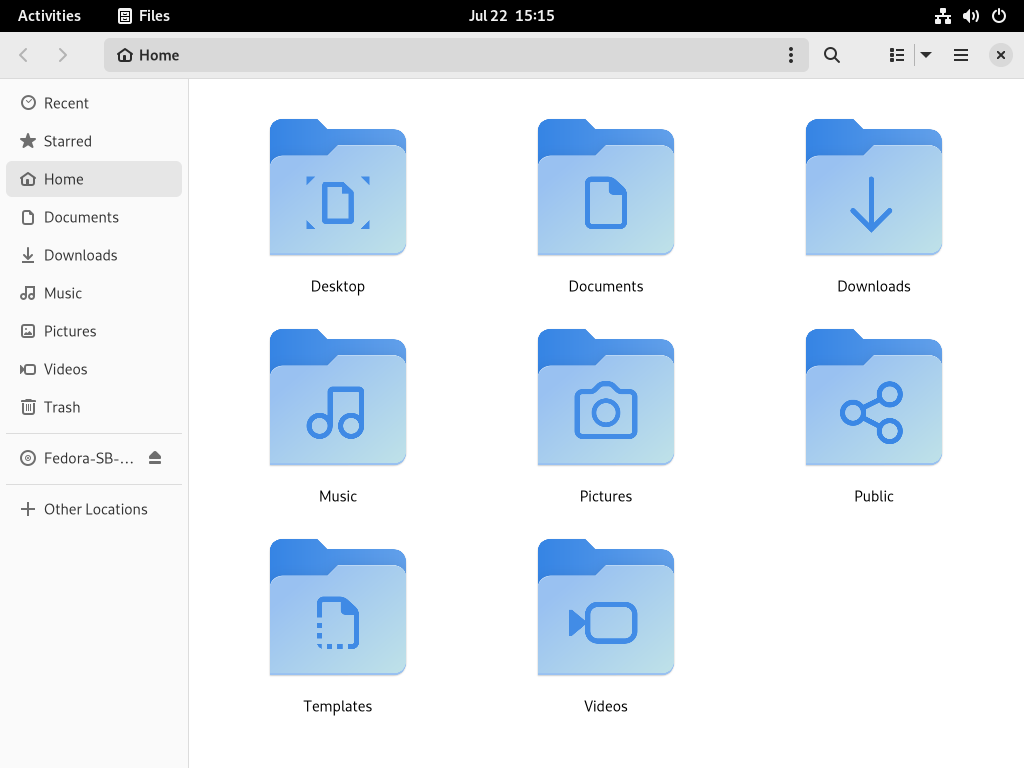 Activities
Files
Jul 22 15:15
Home
Recent
Starred
Home
Documents
Downloads
Music
Pictures
Videos
Trash
Fedora-SB-…
Other Locations
Desktop
Documents
Downloads
Music
Pictures
Public
Templates
Videos